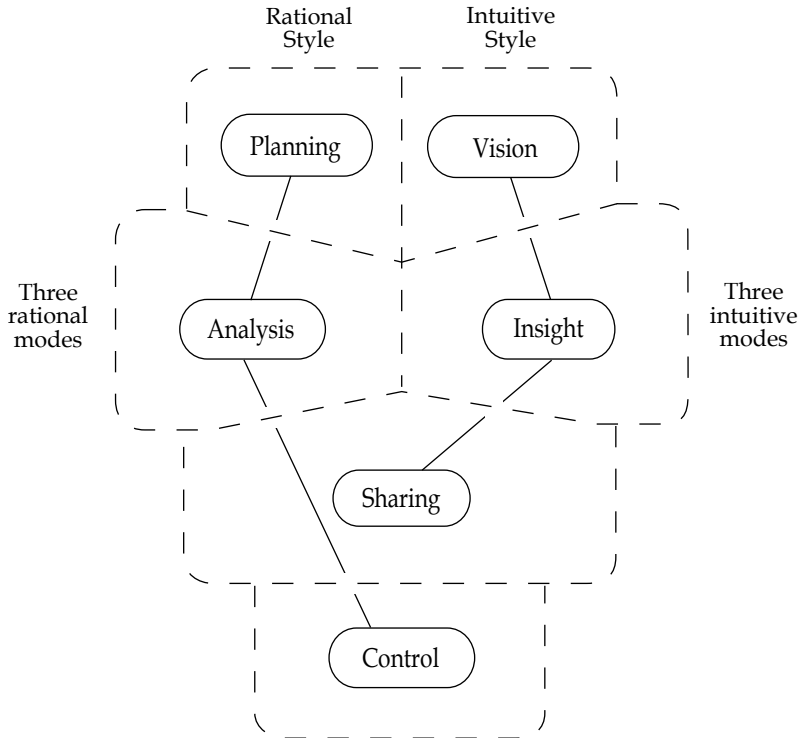 Rational
Style
Intuitive
Style
Planning
Vision
Three
rational
modes
Analysis
Insight
Three
intuitive
modes
Sharing
Control